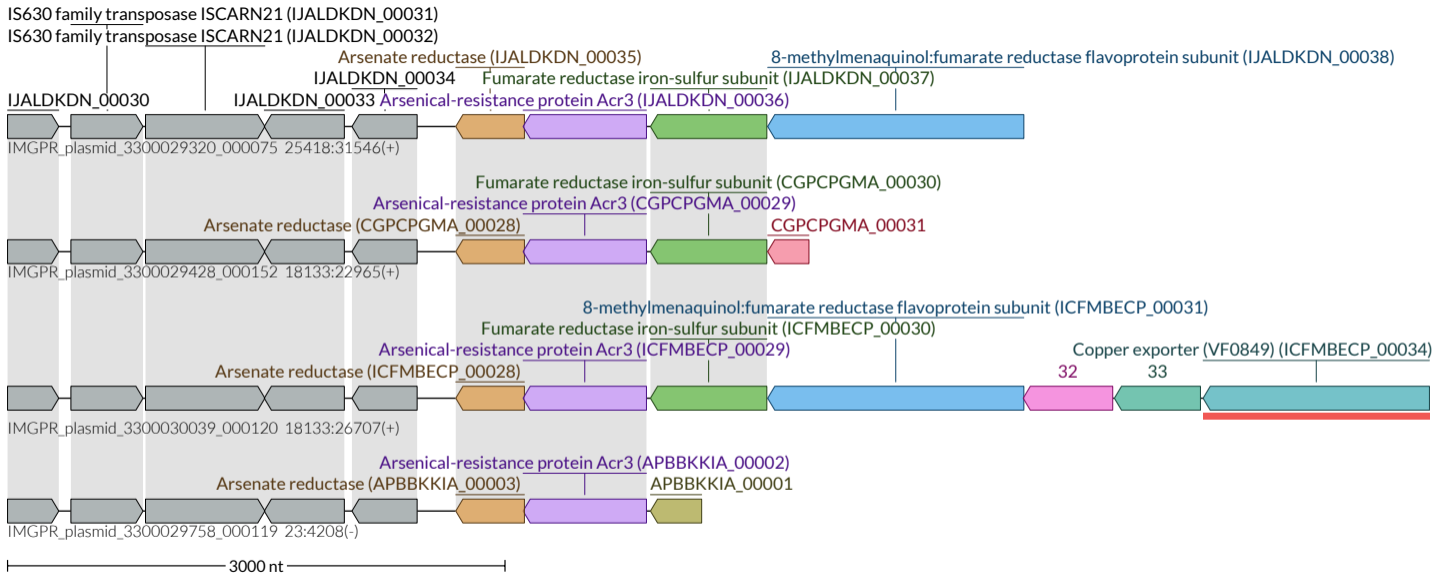 IS630 family transposase ISCARN21 (IJALDKDN_00031)
IS630 family transposase ISCARN21 (IJALDKDN_00032)
Arsenate reductase (IJALDKDN_00035)
8-methylmenaquinol:fumarate reductase flavoprotein subunit (IJALDKDN_00038)
IJALDKDN_00034
Fumarate reductase iron-sulfur subunit (IJALDKDN_00037)
IJALDKDN_00030
IJALDKDN_00033
Arsenical-resistance protein Acr3 (IJALDKDN_00036)
IMGPR_plasmid_3300029320_000075 25418:31546(+)
Fumarate reductase iron-sulfur subunit (CGPCPGMA_00030)
Arsenical-resistance protein Acr3 (CGPCPGMA_00029)
Arsenate reductase (CGPCPGMA_00028)
CGPCPGMA_00031
IMGPR_plasmid_3300029428_000152 18133:22965(+)
8-methylmenaquinol:fumarate reductase flavoprotein subunit (ICFMBECP_00031)
Fumarate reductase iron-sulfur subunit (ICFMBECP_00030)
Arsenical-resistance protein Acr3 (ICFMBECP_00029)
Copper exporter (VF0849) (ICFMBECP_00034)
Arsenate reductase (ICFMBECP_00028)
32
33
IMGPR_plasmid_3300030039_000120 18133:26707(+)
Arsenical-resistance protein Acr3 (APBBKKIA_00002)
Arsenate reductase (APBBKKIA_00003)
APBBKKIA_00001
IMGPR_plasmid_3300029758_000119 23:4208(-)
3000 nt